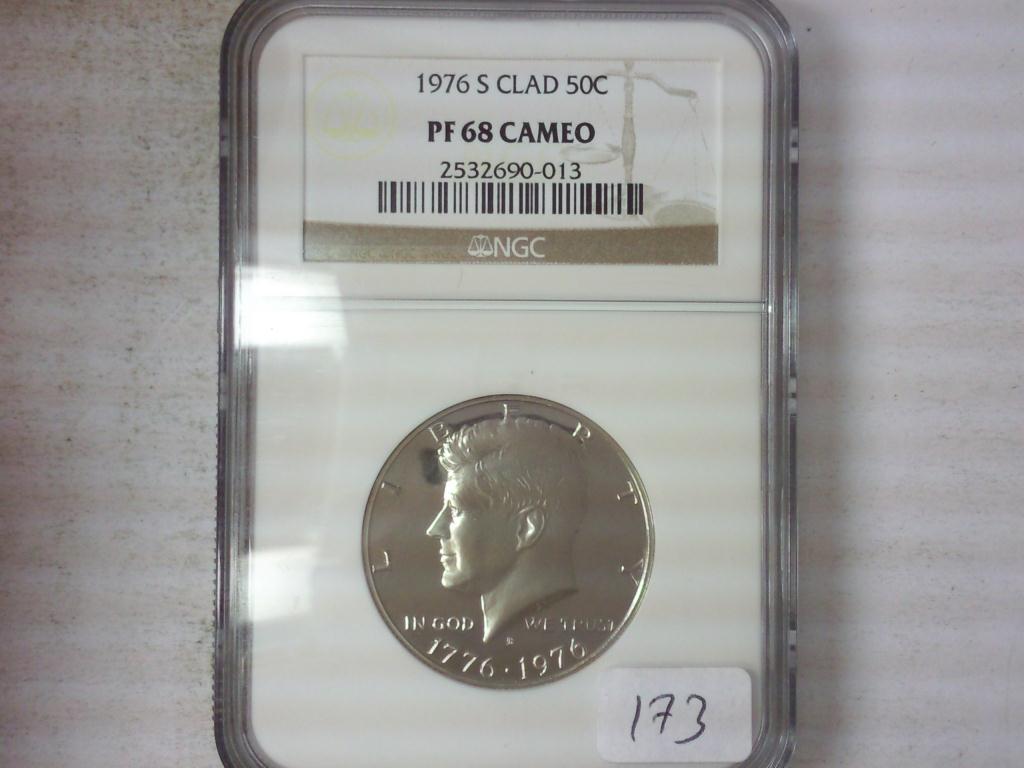 1976 S CLAD 50C
PF 68 CAMEO
2532690-013
NGC
LIBERTY
IN GOD WE TRUST
1776 · 1976
173